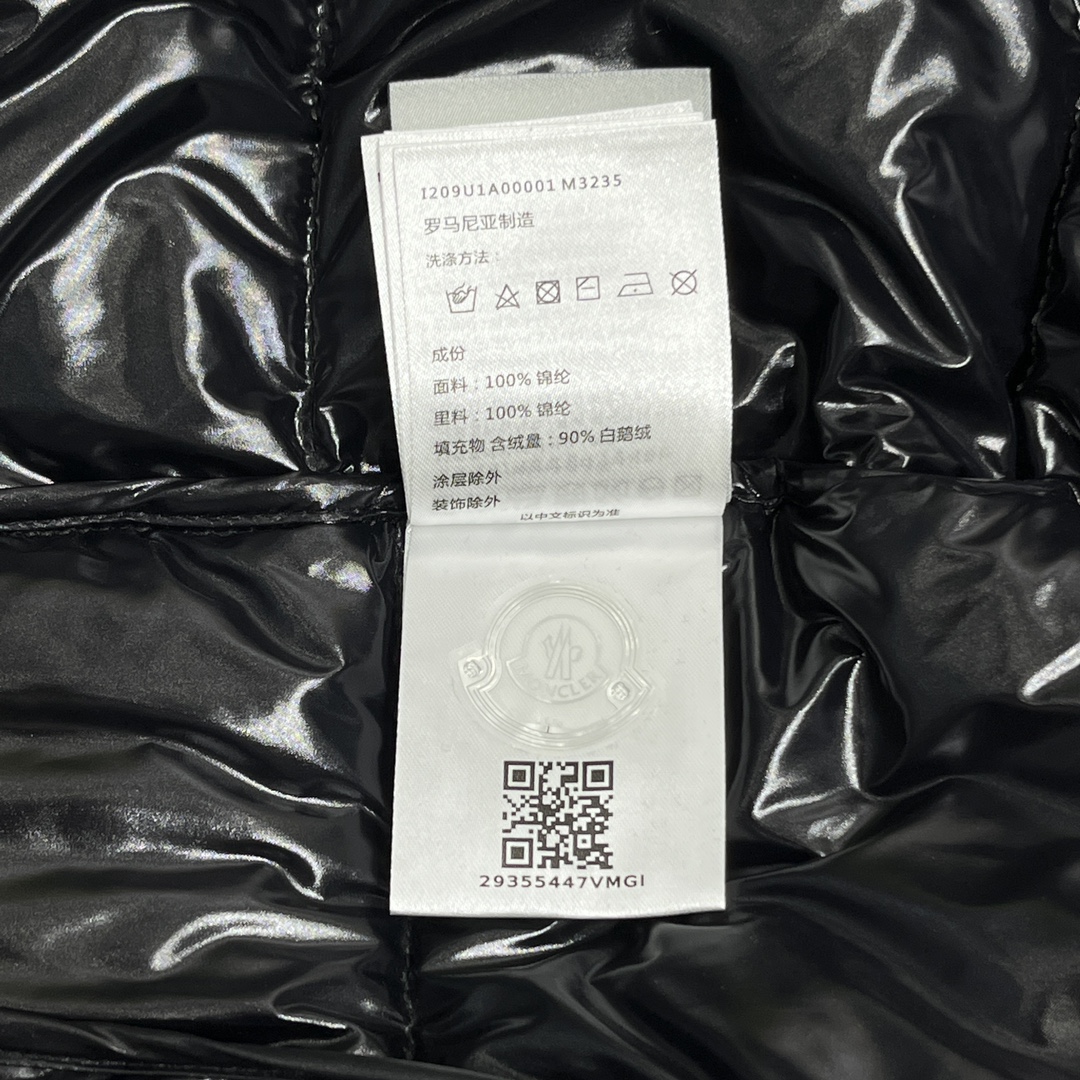 I209U1A00001 M3235
罗马尼亚制造
洗涤方法：
成份
面料：100% 锦纶
里料：100% 锦纶
填充物 含绒量：90% 白鹅绒
涂层除外
装饰除外
以中文标识为准
MONCLER
29355447VMGI